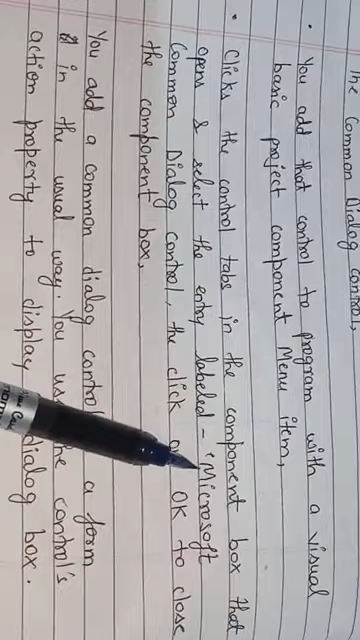 The Common Dialog control,
• You add that control to program with a visual
basic project component Menu item,
• Clicks the control tabs in the component box that
opens & select the entry labeled - "Microsoft
Common Dialog control, the click OK to close
the component box,
You add a common dialog control a form
in the usual way. You use the control's
action property to display dialog box.